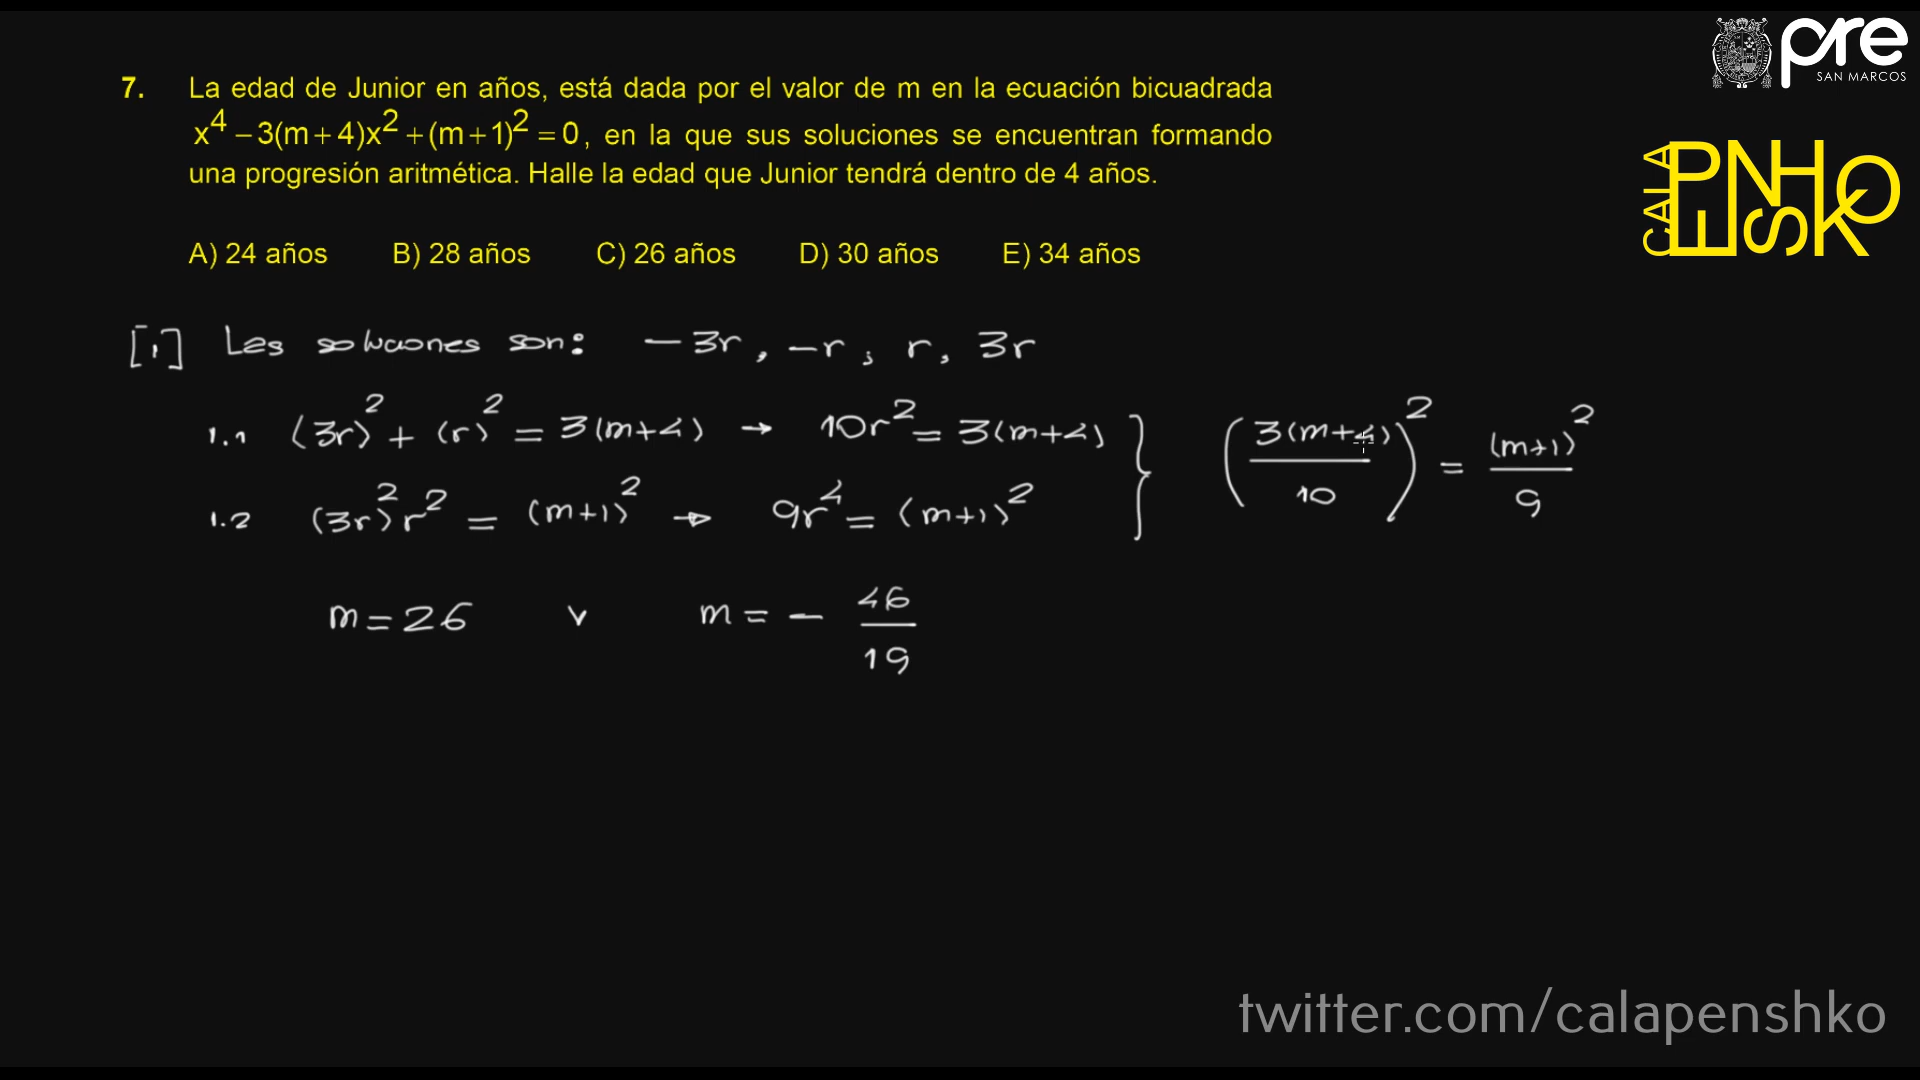 pre
SAN MARCOS
CALA
PNHO
ESK
7. La edad de Junior en años, está dada por el valor de m en la ecuación bicuadrada
x⁴ – 3(m + 4)x² + (m + 1)² = 0, en la que sus soluciones se encuentran formando
una progresión aritmética. Halle la edad que Junior tendrá dentro de 4 años.
A) 24 años B) 28 años C) 26 años D) 30 años E) 34 años
[1] Las soluciones son: -3r, -r, r, 3r
1.1 (3r)² + (r)² = 3(m+4) → 10r² = 3(m+4) } (3(m+4)/10)² = (m+1)²/9
1.2 (3r)²r² = (m+1)² → 9r⁴ = (m+1)²
m = 26 v m = - 46/19
twitter.com/calapenshko